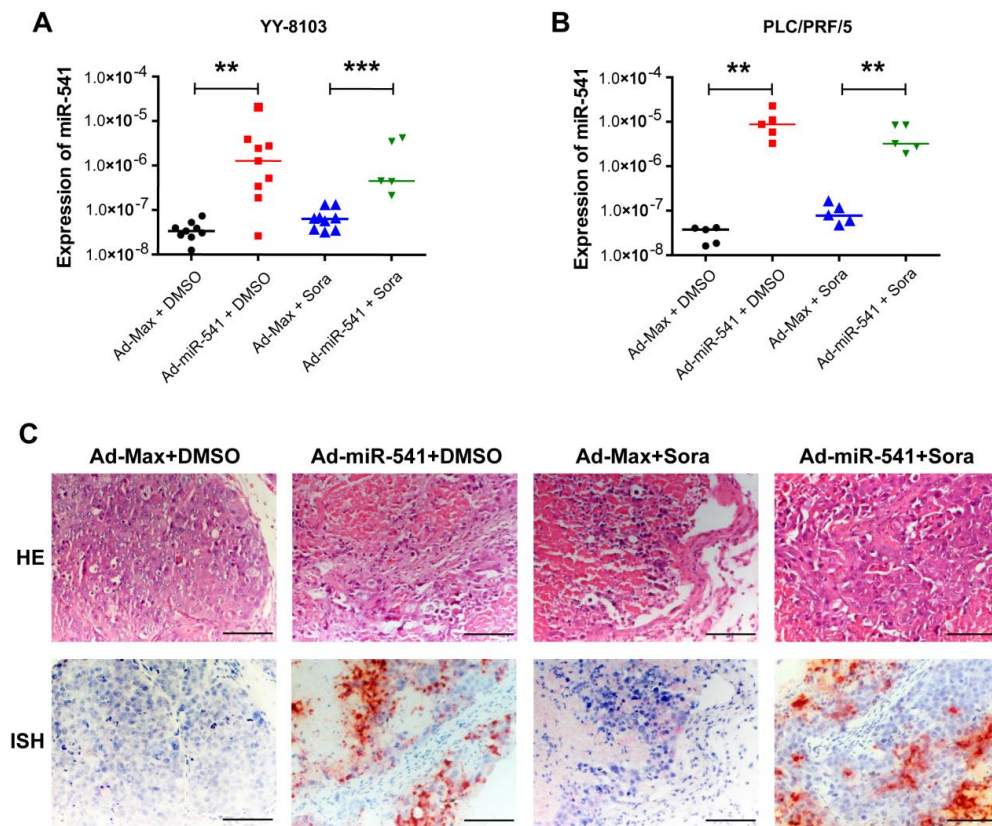 A
YY-8103
Expression of miR-541
1.0×10⁻⁴
1.0×10⁻⁵
1.0×10⁻⁶
1.0×10⁻⁷
1.0×10⁻⁸
**
***
Ad-Max + DMSO
Ad-miR-541 + DMSO
Ad-Max + Sora
Ad-miR-541 + Sora
B
PLC/PRF/5
Expression of miR-541
1.0×10⁻⁴
1.0×10⁻⁵
1.0×10⁻⁶
1.0×10⁻⁷
1.0×10⁻⁸
**
**
Ad-Max + DMSO
Ad-miR-541 + DMSO
Ad-Max + Sora
Ad-miR-541 + Sora
C
Ad-Max+DMSO
Ad-miR-541+DMSO
Ad-Max+Sora
Ad-miR-541+Sora
HE
ISH